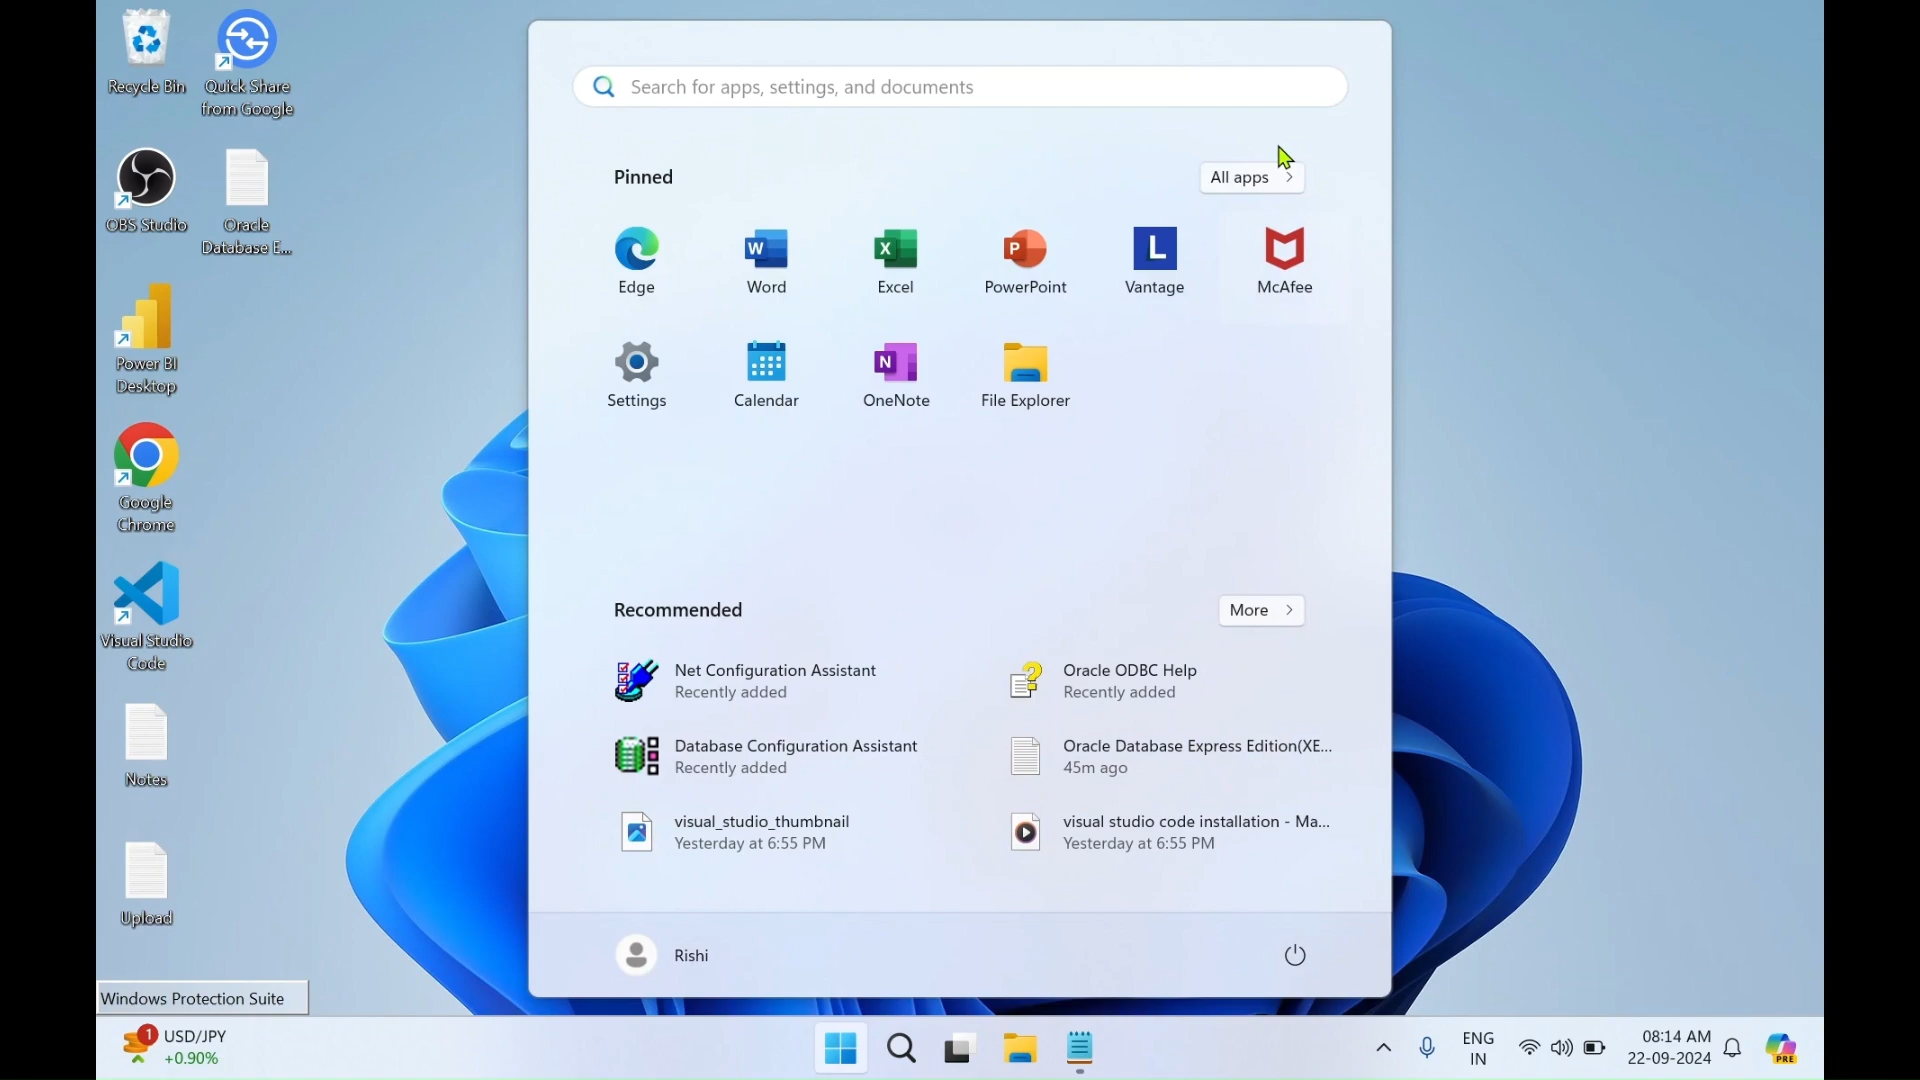 Recycle Bin
Quick Share
from Google
OBS Studio
Oracle
Database E...
Power BI
Desktop
Google
Chrome
Visual Studio
Code
Notes
Upload
Windows Protection Suite
Search for apps, settings, and documents
Pinned
All apps
Edge
Word
Excel
PowerPoint
Vantage
McAfee
Settings
Calendar
OneNote
File Explorer
Recommended
More
Net Configuration Assistant
Recently added
Oracle ODBC Help
Recently added
Database Configuration Assistant
Recently added
Oracle Database Express Edition(XE...
45m ago
visual_studio_thumbnail
Yesterday at 6:55 PM
visual studio code installation - Ma...
Yesterday at 6:55 PM
Rishi
1
USD/JPY
+0.90%
ENG
IN
08:14 AM
22-09-2024
PRE